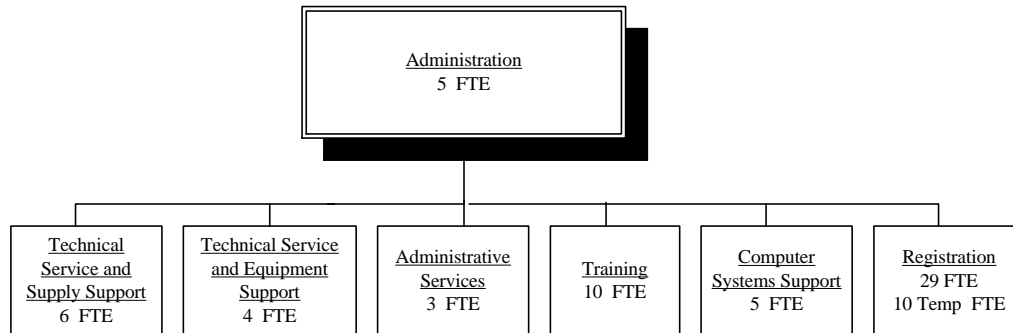 Administration
5 FTE
Technical
Service and
Supply Support
6 FTE
Technical Service
and Equipment
Support
4 FTE
Administrative
Services
3 FTE
Training
10 FTE
Computer
Systems Support
5 FTE
Registration
29 FTE
10 Temp FTE